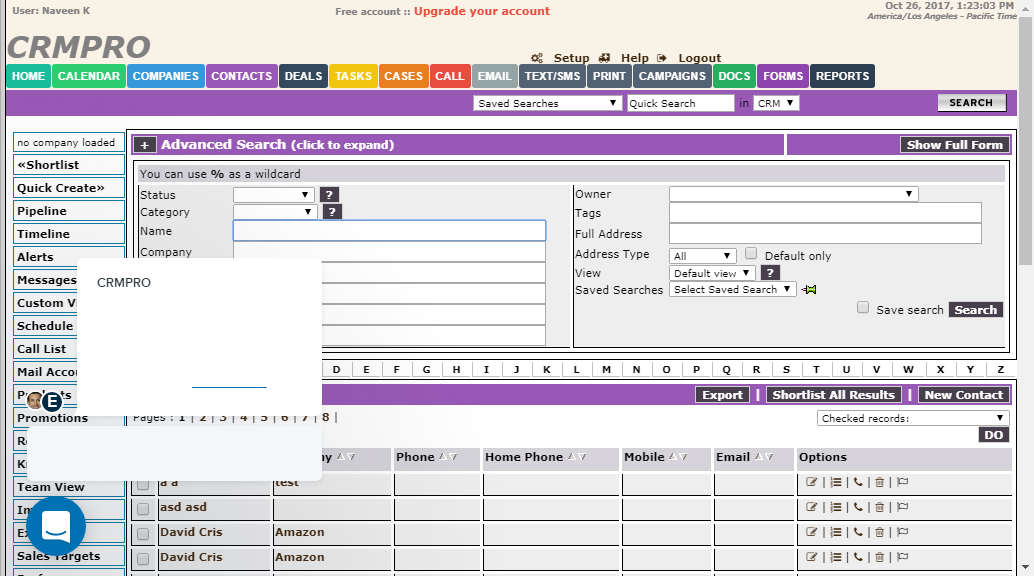 User: Naveen K
Free account :: Upgrade your account
Oct 26, 2017, 1:23:03 PM
America/Los Angeles - Pacific Time
CRMPRO
Setup Help Logout
HOME CALENDAR COMPANIES CONTACTS DEALS TASKS CASES CALL EMAIL TEXT/SMS PRINT CAMPAIGNS DOCS FORMS REPORTS
Saved Searches Quick Search in CRM SEARCH
no company loaded
«Shortlist
Quick Create»
Pipeline
Timeline
Alerts
Messages
Custom V
Schedule
Call List
Mail Accou
Promotions
Team View
Sales Targets
+ Advanced Search (click to expand) Show Full Form
You can use % as a wildcard
Status ?
Category ?
Name
Company
Owner
Tags
Full Address
Address Type All Default only
View Default view ?
Saved Searches Select Saved Search
Save search Search
CRMPRO
E
D E F G H I J K L M N O P Q R S T U V W X Y Z
Export | Shortlist All Results | New Contact
Pages : 1 | 2 | 3 | 4 | 5 | 6 | 7 | 8 |
Checked records:
DO
Phone Home Phone Mobile Email Options
a a test
asd asd
David Cris Amazon
David Cris Amazon